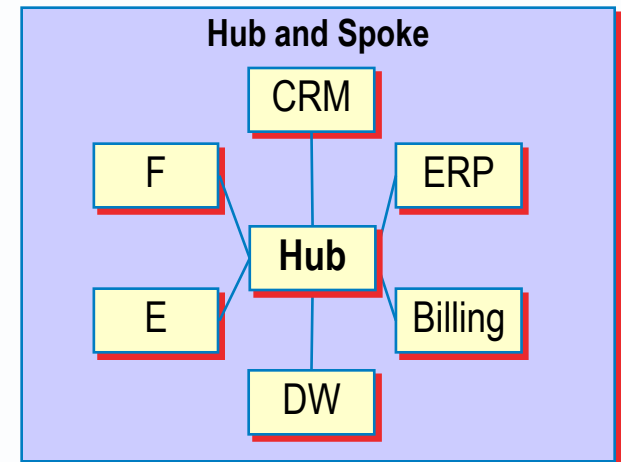 Hub and Spoke
CRM
F
ERP
Hub
E
Billing
DW